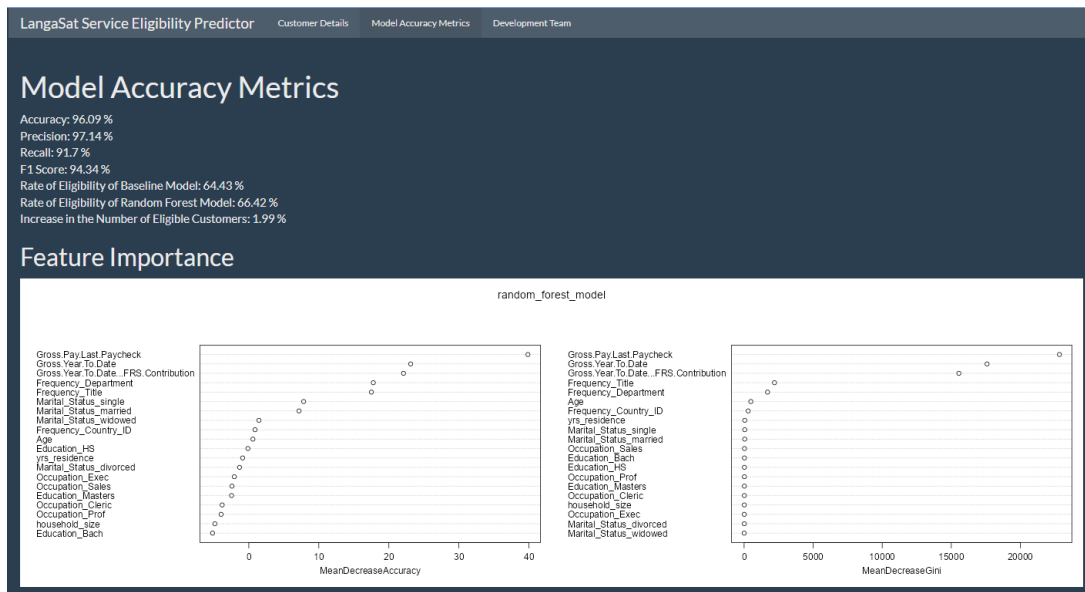 LangaSat Service Eligibility Predictor Customer Details Model Accuracy Metrics Development Team
Model Accuracy Metrics
Accuracy: 96.09 %
Precision: 97.14 %
Recall: 91.7 %
F1 Score: 94.34 %
Rate of Eligibility of Baseline Model: 64.43 %
Rate of Eligibility of Random Forest Model: 66.42 %
Increase in the Number of Eligible Customers: 1.99 %
Feature Importance
random_forest_model
Gross.Pay.Last.Paycheck
Gross.Year.To.Date
Gross.Year.To.Date...FRS.Contribution
Frequency_Department
Frequency_Title
Marital_Status_single
Marital_Status_married
Marital_Status_widowed
Frequency_Country_ID
Age
Education_HS
yrs_residence
Marital_Status_divorced
Occupation_Exec
Occupation_Sales
Education_Masters
Occupation_Cleric
Occupation_Prof
household_size
Education_Bach
0 10 20 30 40
MeanDecreaseAccuracy
Gross.Pay.Last.Paycheck
Gross.Year.To.Date
Gross.Year.To.Date...FRS.Contribution
Frequency_Title
Frequency_Department
Age
Frequency_Country_ID
yrs_residence
Marital_Status_single
Marital_Status_married
Occupation_Sales
Education_Bach
Education_HS
Occupation_Prof
Education_Masters
Occupation_Cleric
household_size
Occupation_Exec
Marital_Status_divorced
Marital_Status_widowed
0 5000 10000 15000 20000
MeanDecreaseGini